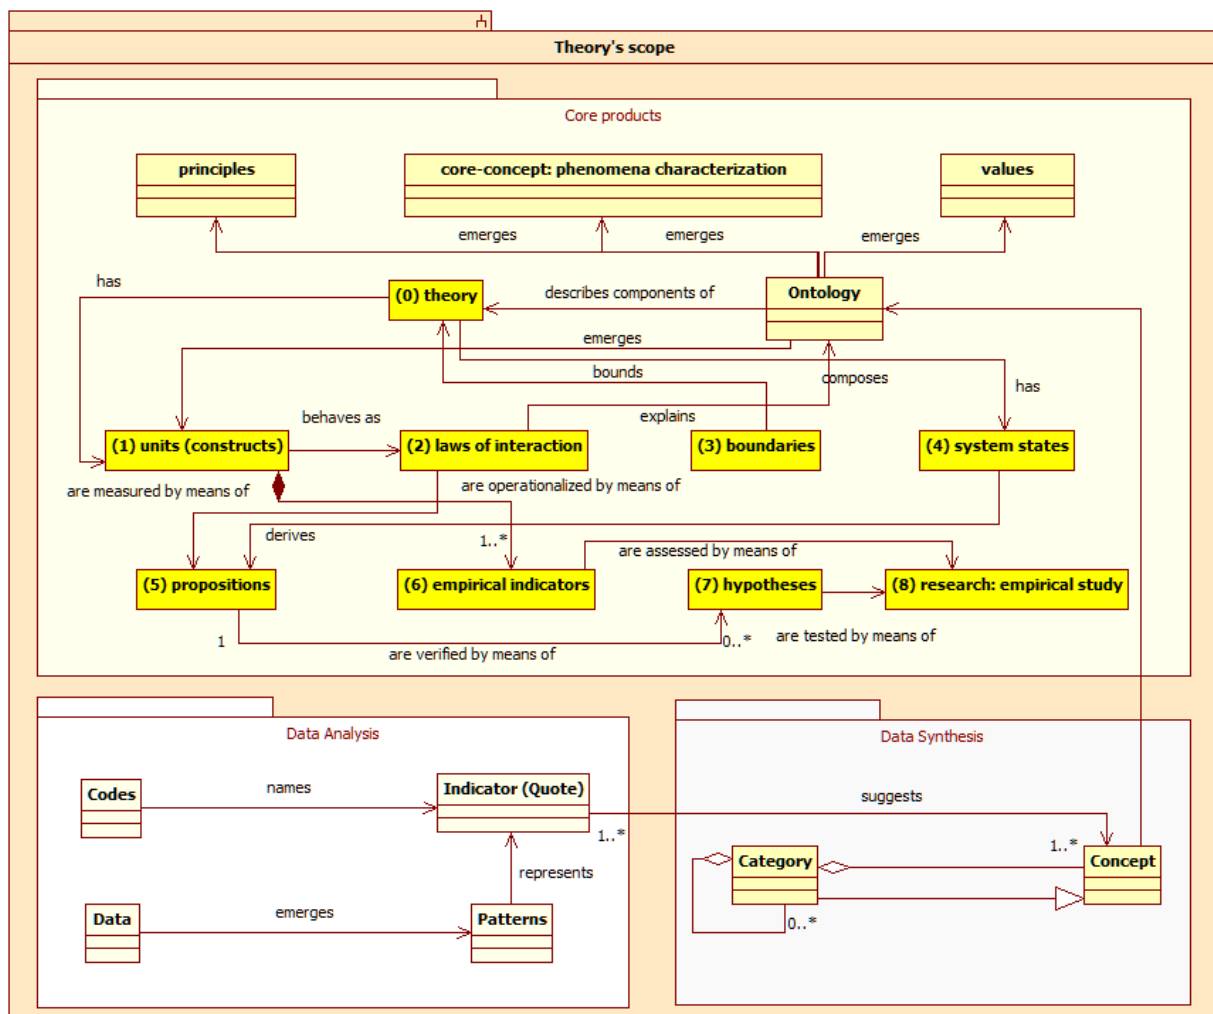 Theory's scope
Core products
principles
core-concept: phenomena characterization
values
emerges
emerges
emerges
has
(0) theory
describes components of
Ontology
emerges
bounds
composes
has
behaves as
explains
(1) units (constructs)
(2) laws of interaction
(3) boundaries
(4) system states
are measured by means of
are operationalized by means of
derives
1..*
are assessed by means of
(5) propositions
(6) empirical indicators
(7) hypotheses
(8) research: empirical study
1
are verified by means of
0..*
are tested by means of
Data Analysis
Data Synthesis
Codes
names
Indicator (Quote)
suggests
1..*
1..*
Category
Concept
represents
Data
emerges
Patterns
0..*